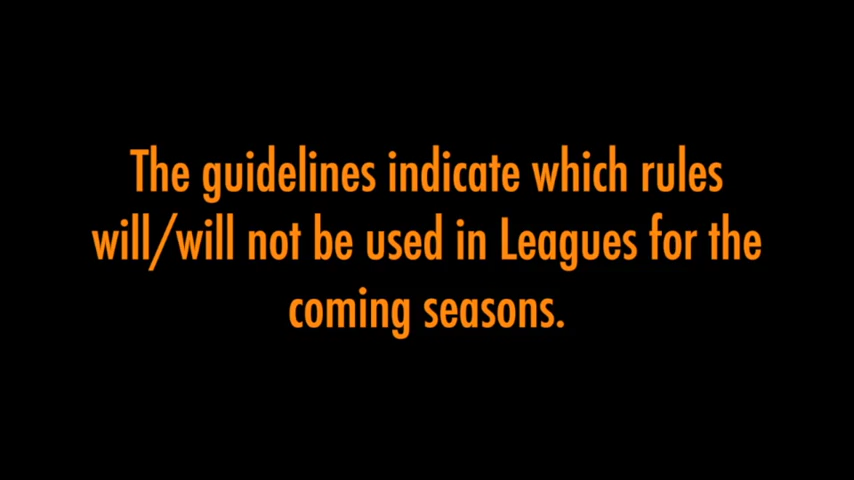 The guidelines indicate which rules
will/will not be used in Leagues for the
coming seasons.